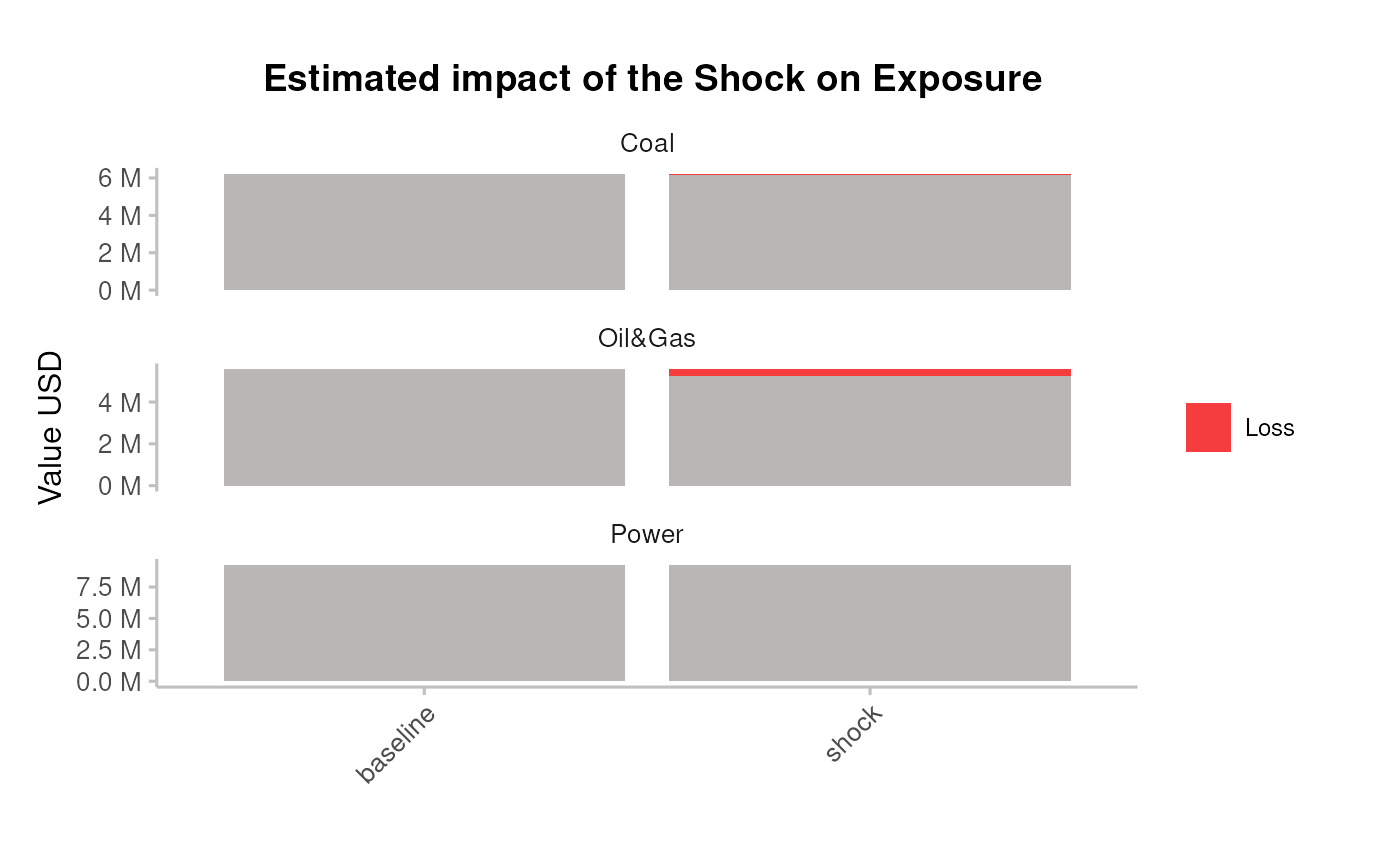 Estimated impact of the Shock on Exposure
Coal
6 M
4 M
2 M
0 M
Oil&Gas
4 M
2 M
0 M
Power
7.5 M
5.0 M
2.5 M
0.0 M
Value USD
baseline
shock
Loss